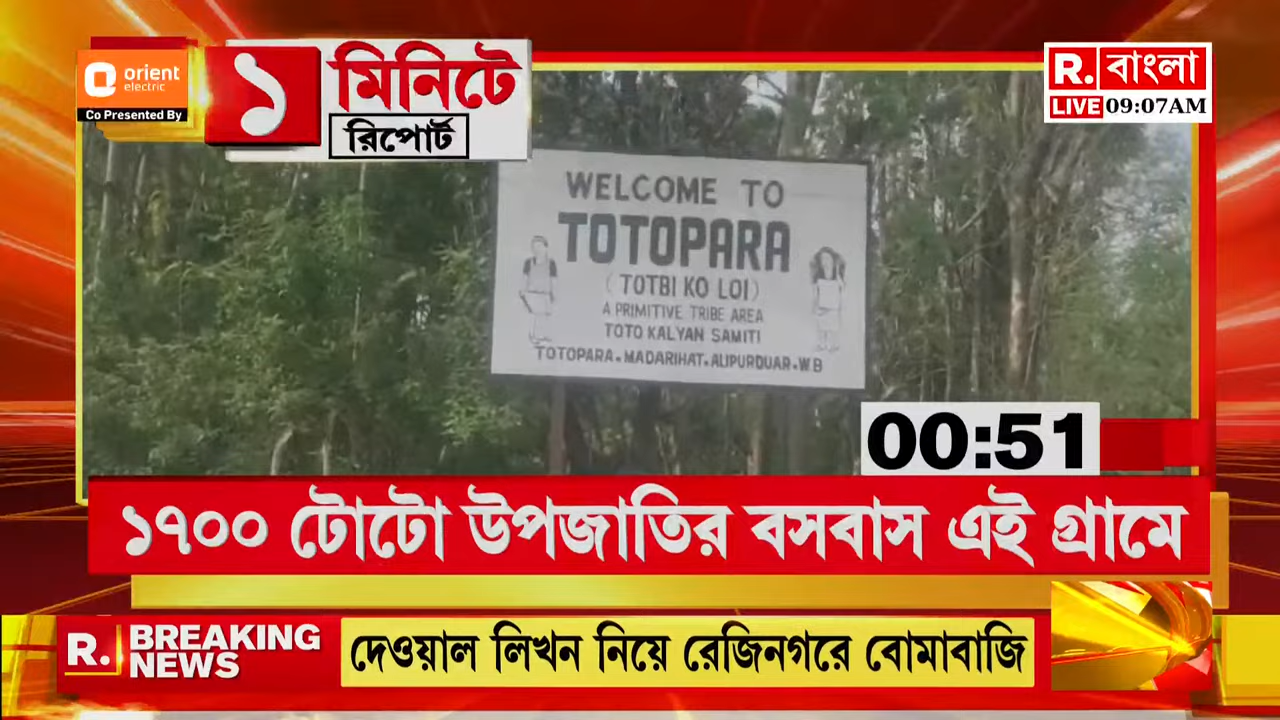 orient
electric
Co Presented By
১ মিনিটে
রিপোর্ট
R. বাংলা
LIVE 09:07AM
WELCOME TO
TOTOPARA
(TOTBI KO LOI)
A PRIMITIVE TRIBE AREA
TOTO KALYAN SAMITI
TOTOPARA.MADARIHAT.ALIPURDUAR.W.B
00:51
১৭০০ টোটো উপজাতির বসবাস এই গ্রামে
R. BREAKING NEWS
দেওয়াল লিখন নিয়ে রেজিনগরে বোমাবাজি